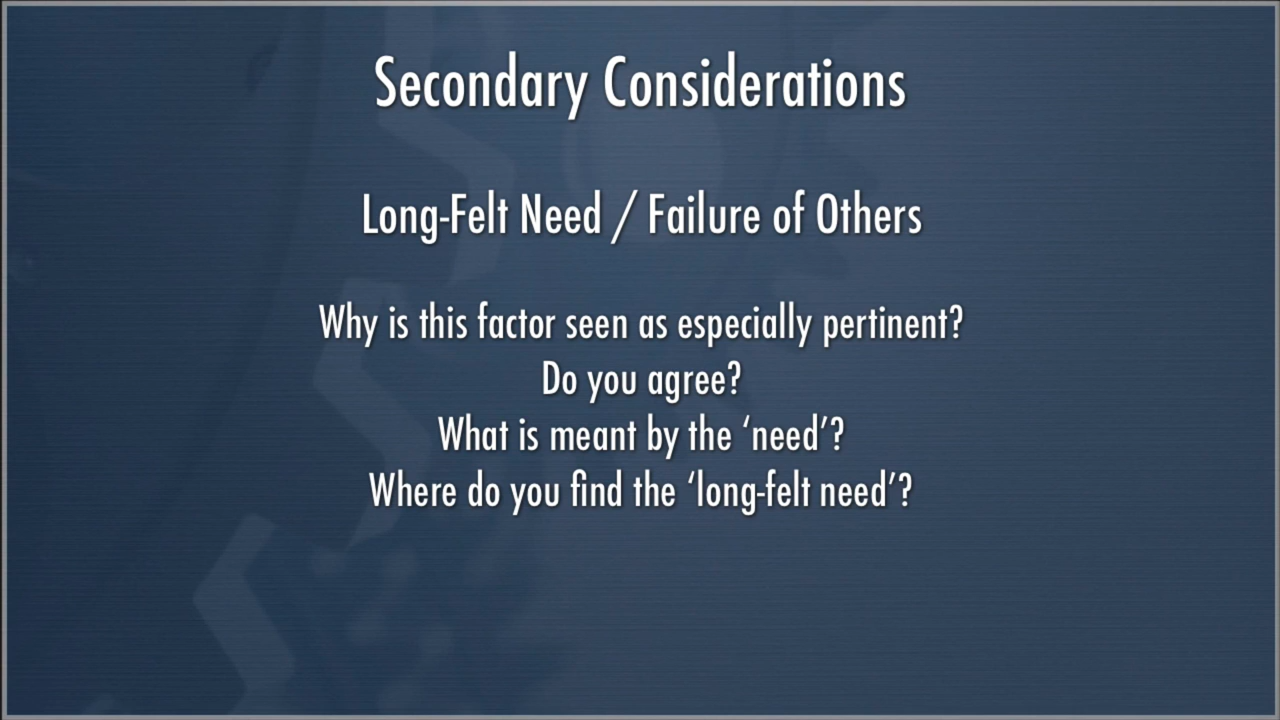 Secondary Considerations
Long-Felt Need / Failure of Others
Why is this factor seen as especially pertinent?
Do you agree?
What is meant by the ‘need’?
Where do you find the ‘long-felt need’?